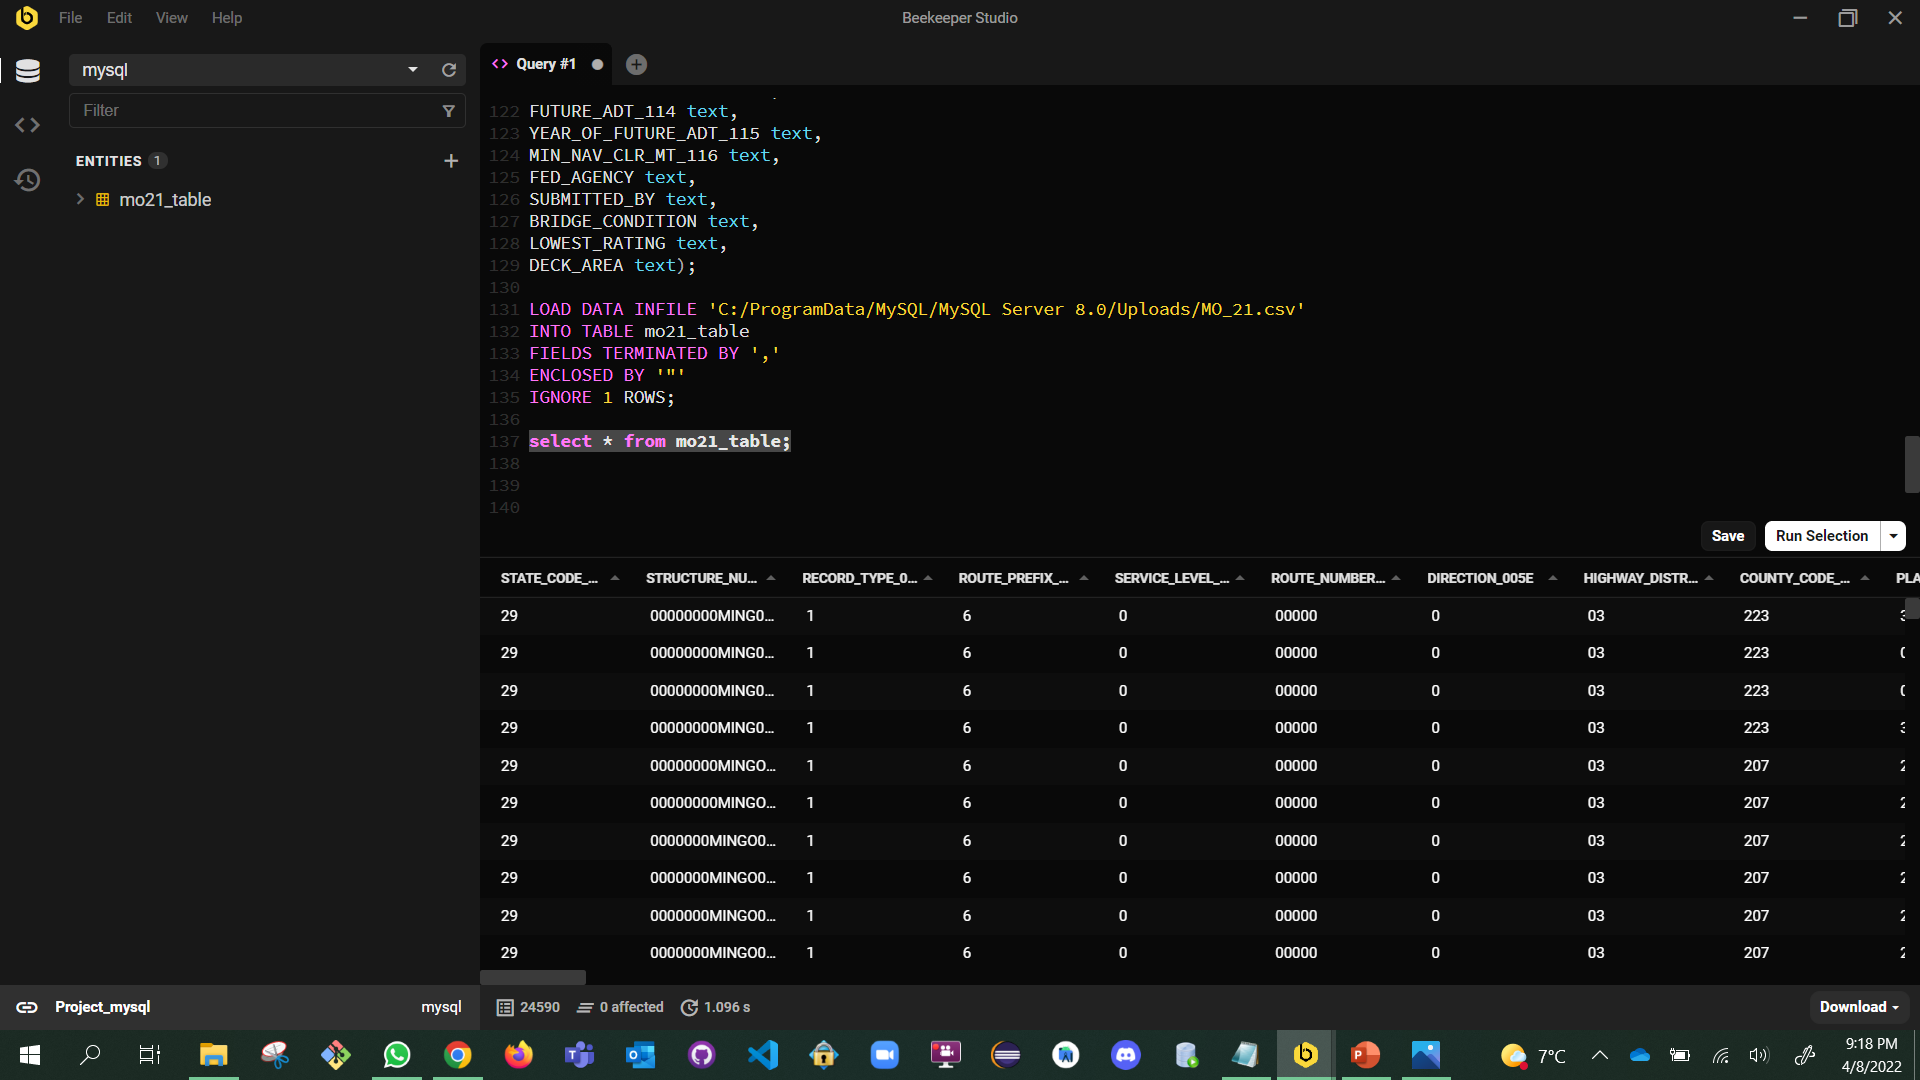 File Edit View Help
Beekeeper Studio
mysql
Filter
ENTITIES 1
mo21_table
Query #1
122 FUTURE_ADT_114 text,
123 YEAR_OF_FUTURE_ADT_115 text,
124 MIN_NAV_CLR_MT_116 text,
125 FED_AGENCY text,
126 SUBMITTED_BY text,
127 BRIDGE_CONDITION text,
128 LOWEST_RATING text,
129 DECK_AREA text);
130
131 LOAD DATA INFILE 'C:/ProgramData/MySQL/MySQL Server 8.0/Uploads/MO_21.csv'
132 INTO TABLE mo21_table
133 FIELDS TERMINATED BY ','
134 ENCLOSED BY '"'
135 IGNORE 1 ROWS;
136
137 select * from mo21_table;
138
139
140
Save Run Selection
STATE_CODE_... STRUCTURE_NU... RECORD_TYPE_0... ROUTE_PREFIX_... SERVICE_LEVEL_... ROUTE_NUMBER... DIRECTION_005E HIGHWAY_DISTR... COUNTY_CODE_... PLA
29 00000000MING0... 1 6 0 00000 0 03 223
29 00000000MING0... 1 6 0 00000 0 03 223
29 00000000MING0... 1 6 0 00000 0 03 223
29 00000000MING0... 1 6 0 00000 0 03 223
29 00000000MINGO... 1 6 0 00000 0 03 207
29 00000000MINGO... 1 6 0 00000 0 03 207
29 0000000MINGO0... 1 6 0 00000 0 03 207
29 0000000MINGO0... 1 6 0 00000 0 03 207
29 0000000MINGO0... 1 6 0 00000 0 03 207
29 0000000MINGO0... 1 6 0 00000 0 03 207
Project_mysql mysql
24590 0 affected 1.096 s
Download
7°C
9:18 PM
4/8/2022